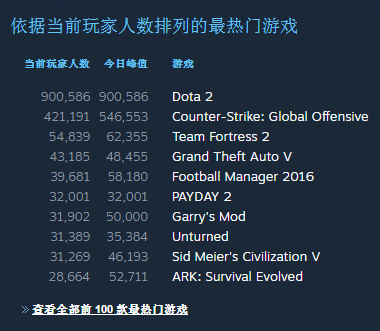 依据当前玩家人数排列的最热门游戏
当前玩家人数 今日峰值 游戏
900,586 900,586 Dota 2
421,191 546,553 Counter-Strike: Global Offensive
54,839 62,355 Team Fortress 2
43,185 48,455 Grand Theft Auto V
39,681 58,180 Football Manager 2016
32,001 32,001 PAYDAY 2
31,902 50,000 Garry's Mod
31,389 35,384 Unturned
31,269 46,193 Sid Meier's Civilization V
28,664 52,711 ARK: Survival Evolved
» 查看全部前 100 款最热门游戏